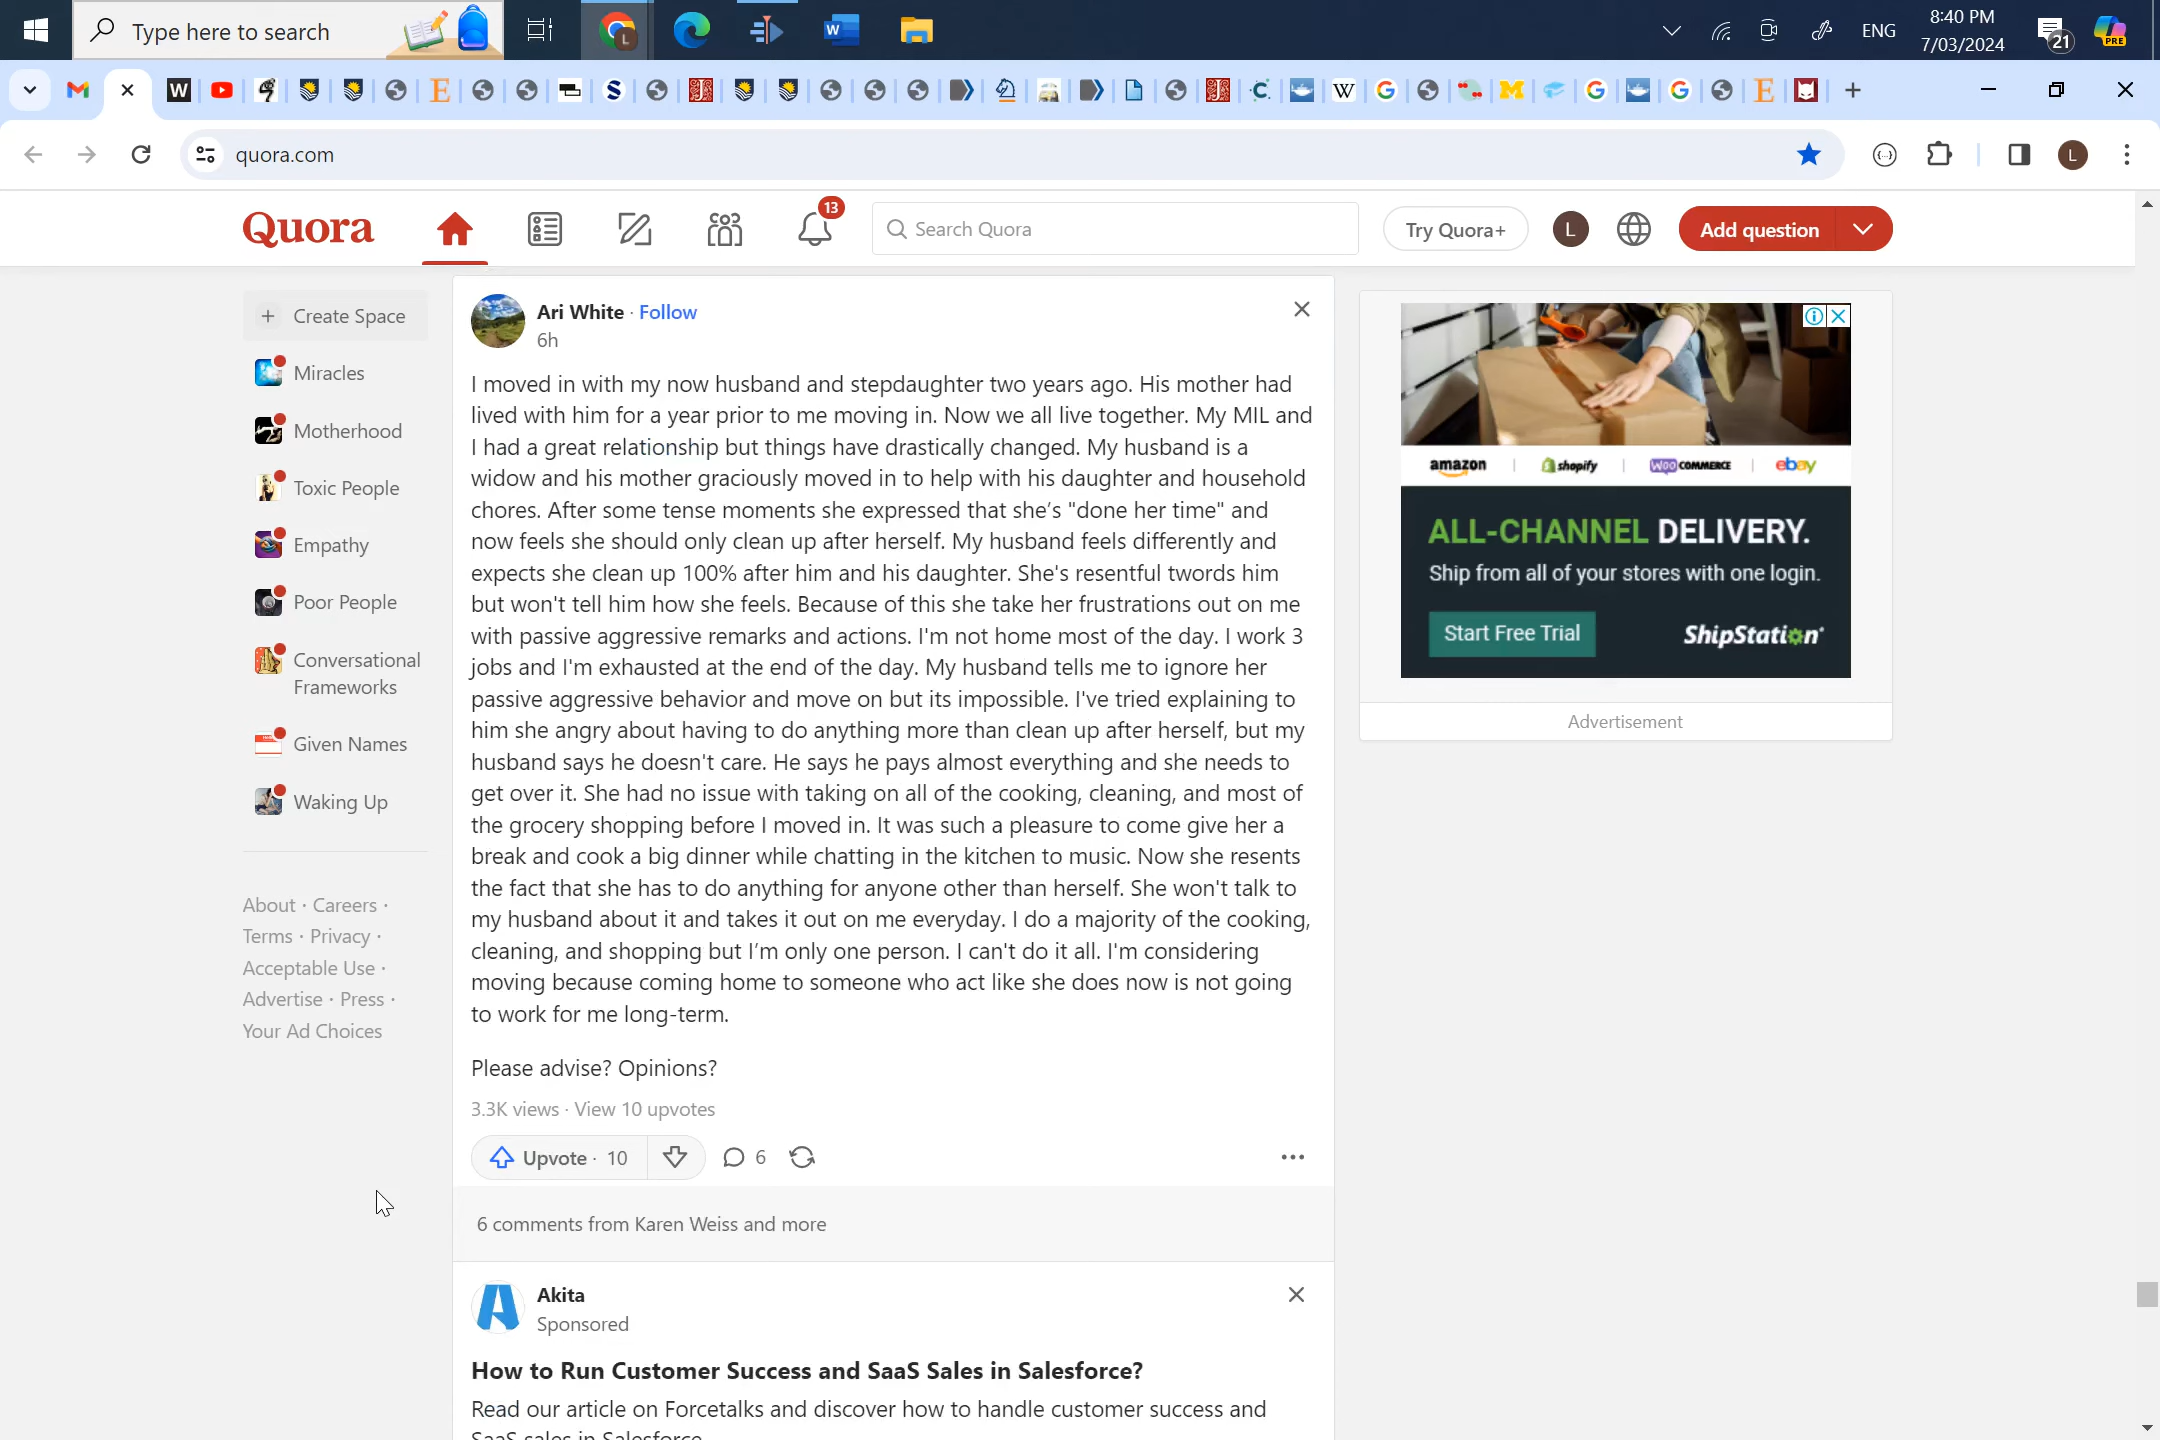 Type here to search
ENG
8:40 PM
7/03/2024
21
PRE
quora.com
L
Quora
13
Search Quora
Try Quora+
L
Add question
Create Space
Miracles
Motherhood
Toxic People
Empathy
Poor People
Conversational
Frameworks
Given Names
Waking Up
About · Careers ·
Terms · Privacy ·
Acceptable Use ·
Advertise · Press ·
Your Ad Choices
Ari White · Follow
6h
I moved in with my now husband and stepdaughter two years ago. His mother had
lived with him for a year prior to me moving in. Now we all live together. My MIL and
I had a great relationship but things have drastically changed. My husband is a
widow and his mother graciously moved in to help with his daughter and household
chores. After some tense moments she expressed that she’s "done her time" and
now feels she should only clean up after herself. My husband feels differently and
expects she clean up 100% after him and his daughter. She's resentful twords him
but won't tell him how she feels. Because of this she take her frustrations out on me
with passive aggressive remarks and actions. I'm not home most of the day. I work 3
jobs and I'm exhausted at the end of the day. My husband tells me to ignore her
passive aggressive behavior and move on but its impossible. I've tried explaining to
him she angry about having to do anything more than clean up after herself, but my
husband says he doesn't care. He says he pays almost everything and she needs to
get over it. She had no issue with taking on all of the cooking, cleaning, and most of
the grocery shopping before I moved in. It was such a pleasure to come give her a
break and cook a big dinner while chatting in the kitchen to music. Now she resents
the fact that she has to do anything for anyone other than herself. She won't talk to
my husband about it and takes it out on me everyday. I do a majority of the cooking,
cleaning, and shopping but I’m only one person. I can't do it all. I'm considering
moving because coming home to someone who act like she does now is not going
to work for me long-term.
Please advise? Opinions?
3.3K views · View 10 upvotes
Upvote · 10
6
6 comments from Karen Weiss and more
Akita
Sponsored
How to Run Customer Success and SaaS Sales in Salesforce?
Read our article on Forcetalks and discover how to handle customer success and
SaaS sales in Salesforce
amazon
shopify
WOO COMMERCE
ebay
ALL-CHANNEL DELIVERY.
Ship from all of your stores with one login.
Start Free Trial
ShipStation
Advertisement